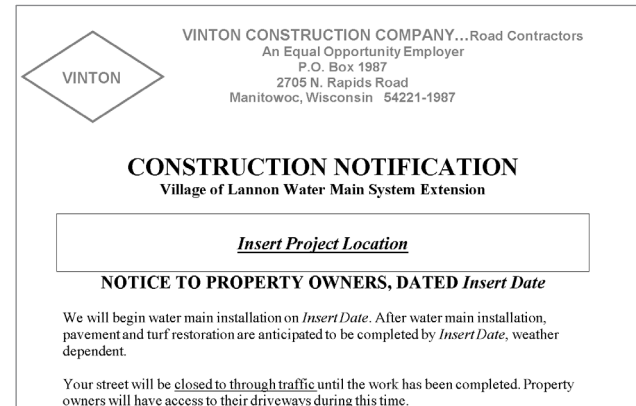 VINTON CONSTRUCTION COMPANY...Road Contractors
An Equal Opportunity Employer
P.O. Box 1987
VINTON
2705 N. Rapids Road
Manitowoc, Wisconsin 54221-1987
CONSTRUCTION NOTIFICATION
Village of Lannon Water Main System Extension
Insert Project Location
NOTICE TO PROPERTY OWNERS, DATED Insert Date
We will begin water main installation on Insert Date. After water main installation,
pavement and turf restoration are anticipated to be completed by Insert Date, weather
dependent.
Your street will be closed to through traffic until the work has been completed. Property
owners will have access to their driveways during this time.